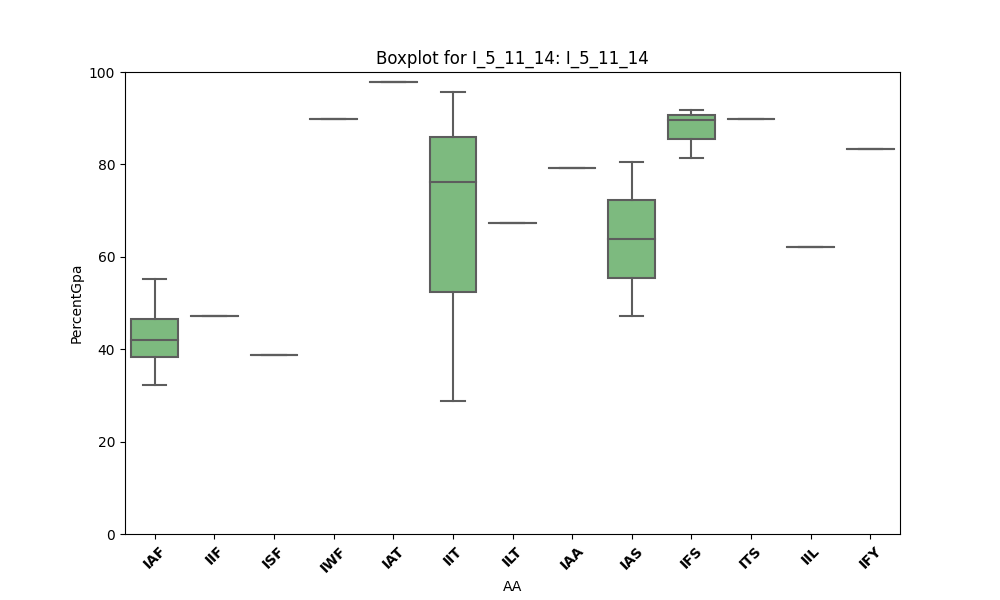 Boxplot for I_5_11_14: I_5_11_14
PercentGpa
100
80
60
40
20
0
IAF IIF ISF IWF IAT IIT ILT IAA IAS IFS ITS IIL IFY
AA